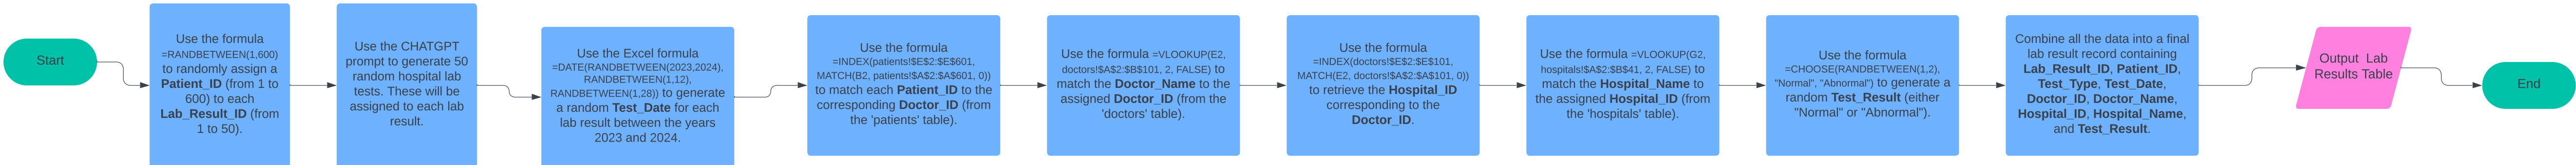 Start
Use the formula
=RANDBETWEEN(1,600)
to randomly assign a
Patient_ID (from 1 to
600) to each
Lab_Result_ID (from
1 to 50).
Use the CHATGPT
prompt to generate 50
random hospital lab
tests. These will be
assigned to each lab
result.
Use the Excel formula
=DATE(RANDBETWEEN(2023,2024),
RANDBETWEEN(1,12),
RANDBETWEEN(1,28)) to generate
a random Test_Date for each
lab result between the years
2023 and 2024.
Use the formula
=INDEX(patients!$E$2:$E$601,
MATCH(B2, patients!$A$2:$A$601, 0))
to match each Patient_ID to the
corresponding Doctor_ID (from
the 'patients' table).
Use the formula =VLOOKUP(E2,
doctors!$A$2:$B$101, 2, FALSE) to
match the Doctor_Name to the
assigned Doctor_ID (from the
'doctors' table).
Use the formula
=INDEX(doctors!$E$2:$E$101,
MATCH(E2, doctors!$A$2:$A$101, 0))
to retrieve the Hospital_ID
corresponding to the
Doctor_ID.
Use the formula =VLOOKUP(G2,
hospitals!$A$2:$B$41, 2, FALSE) to
match the Hospital_Name to
the assigned Hospital_ID (from
the 'hospitals' table).
Use the formula
=CHOOSE(RANDBETWEEN(1,2),
"Normal", "Abnormal") to generate a
random Test_Result (either
"Normal" or "Abnormal").
Combine all the data into a final
lab result record containing
Lab_Result_ID, Patient_ID,
Test_Type, Test_Date,
Doctor_ID, Doctor_Name,
Hospital_ID, Hospital_Name,
and Test_Result.
Output Lab
Results Table
End